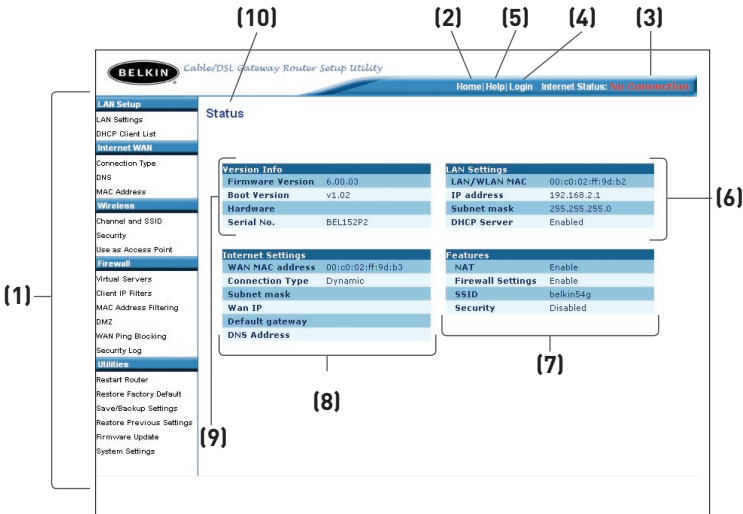 (10)
(2)
(5)
(4)
(3)
BELKIN
Cable/DSL Gateway Router Setup Utility
Home|Help|Login Internet Status: No Connection
(1)
LAN Setup
LAN Settings
DHCP Client List
Internet WAN
Connection Type
DNS
MAC Address
Wireless
Channel and SSID
Security
Use as Access Point
Firewall
Virtual Servers
Client IP Filters
MAC Address Filtering
DMZ
WAN Ping Blocking
Security Log
Utilities
Restart Router
Restore Factory Default
Save/Backup Settings
Restore Previous Settings
Firmware Update
System Settings
Status
Version Info
Firmware Version 6.00.03
Boot Version v1.02
Hardware
Serial No. BEL152P2
(9)
LAN Settings
LAN/WLAN MAC 00:c0:02:ff:9d:b2
IP address 192.168.2.1
Subnet mask 255.255.255.0
DHCP Server Enabled
(6)
Internet Settings
WAN MAC address 00:c0:02:ff:9d:b3
Connection Type Dynamic
Subnet mask
Wan IP
Default gateway
DNS Address
(8)
Features
NAT Enable
Firewall Settings Enable
SSID belkin54g
Security Disabled
(7)